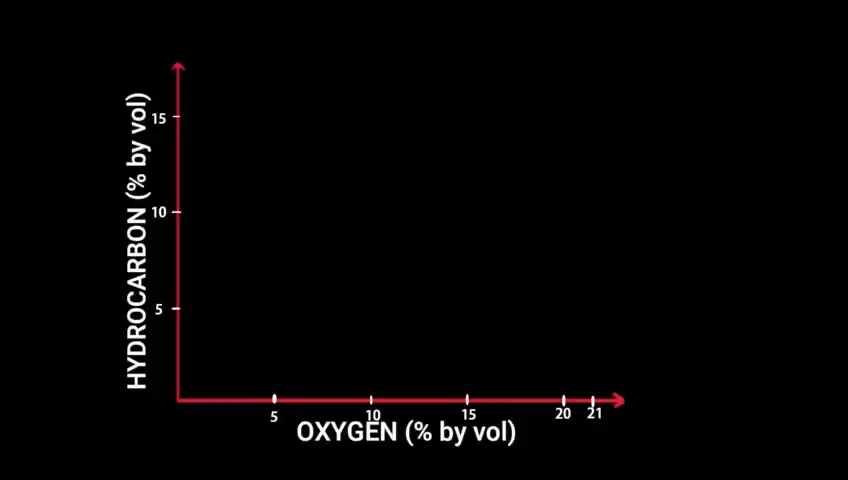 HYDROCARBON (% by vol)
15
10
5
5 10 15 20 21
OXYGEN (% by vol)